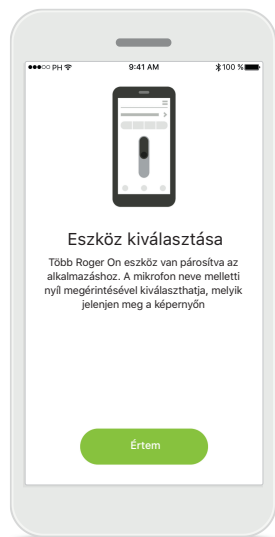 ●●●○○ PH 9:41 AM 100 %
Eszköz kiválasztása
Több Roger On eszköz van párosítva az
alkalmazáshoz. A mikrofon neve melletti
nyíl megérintésével kiválaszthatja, melyik
jelenjen meg a képernyőn
Értem